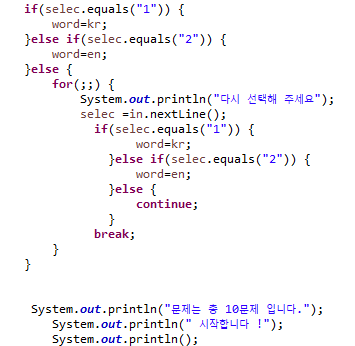 if(selec.equals("1")) {
word=kr;
}else if(selec.equals("2")) {
word=en;
}else {
for(;;) {
System.out.println("다시 선택해 주세요");
selec =in.nextLine();
if(selec.equals("1")) {
word=kr;
}else if(selec.equals("2")) {
word=en;
}else {
continue;
}
break;
}
}
System.out.println("문제는 총 10문제 입니다.");
System.out.println(" 시작합니다 !");
System.out.println();